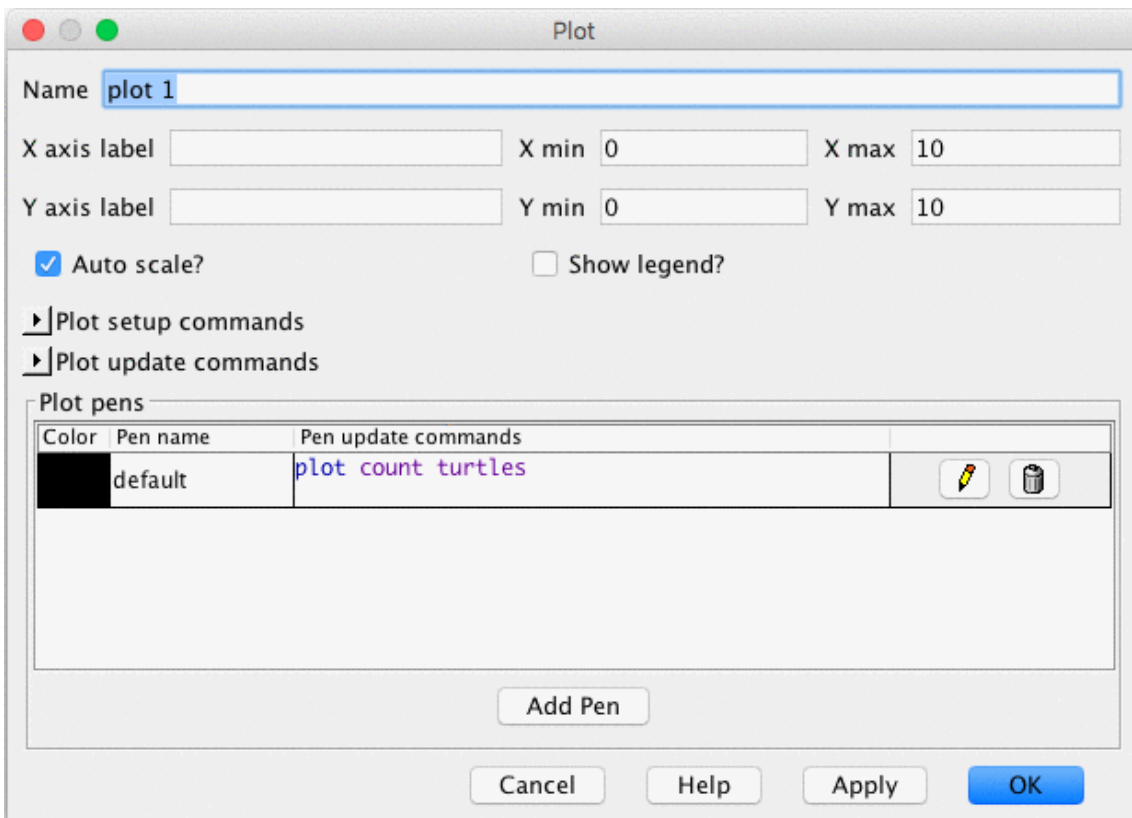 Plot
Name plot 1
X axis label X min 0 X max 10
Y axis label Y min 0 Y max 10
Auto scale? Show legend?
Plot setup commands
Plot update commands
Plot pens
Color Pen name Pen update commands
default plot count turtles
Add Pen
Cancel Help Apply OK